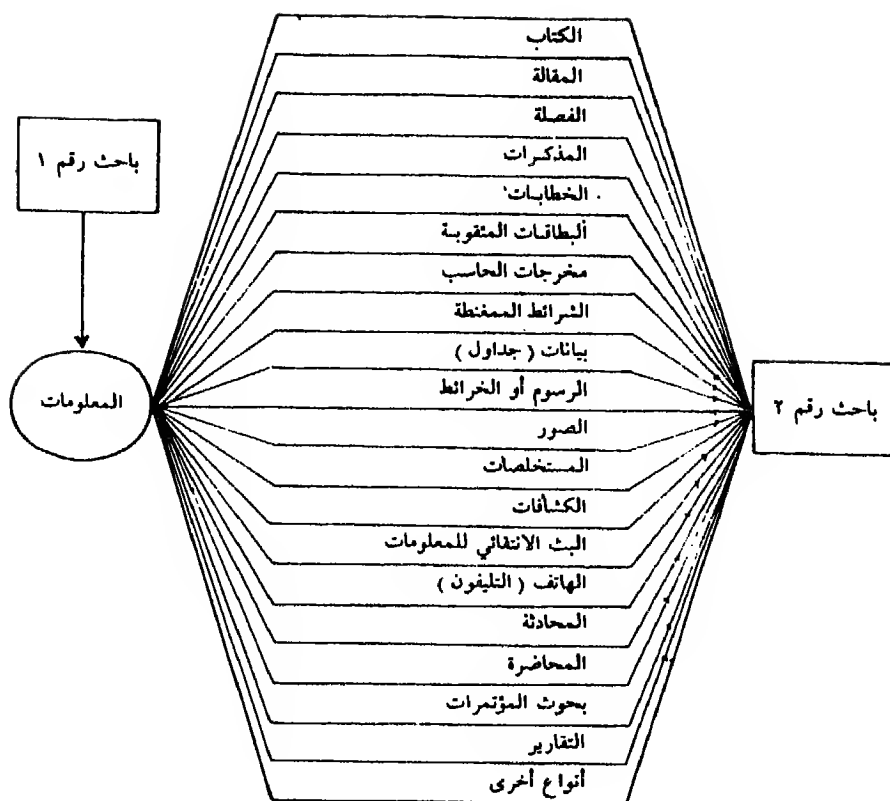 الكتاب
المقالة
الفصلة
المذكرات
الخطابات
ألبطاقات المثقوبة
مخرجات الحاسب
الشرائط الممغنطة
بيانات ( جداول )
الرسوم أو الخرائط
الصور
المستخلصات
الكشافات
البث الانتقائي للمعلومات
الهاتف ( التليفون )
المحادثة
المحاضرة
بحوث المؤتمرات
التقارير
أنواع أخرى
باحث رقم ١
المعلومات
باحث رقم ٢